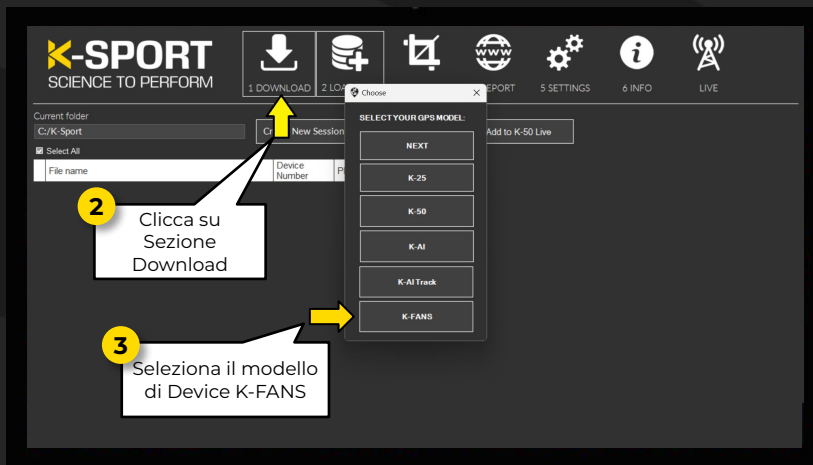 K-SPORT
SCIENCE TO PERFORM
1 DOWNLOAD
2 LOA
EPORT
5 SETTINGS
6 INFO
LIVE
www
Current folder
C:/K-Sport
New Session
Add to K-50 Live
Select All
File name
Device
Number
Choose
SELECT YOUR GPS MODEL:
NEXT
K-25
K-50
K-AI
K-AI Track
K-FANS
2
Clicca su
Sezione
Download
3
Seleziona il modello
di Device K-FANS